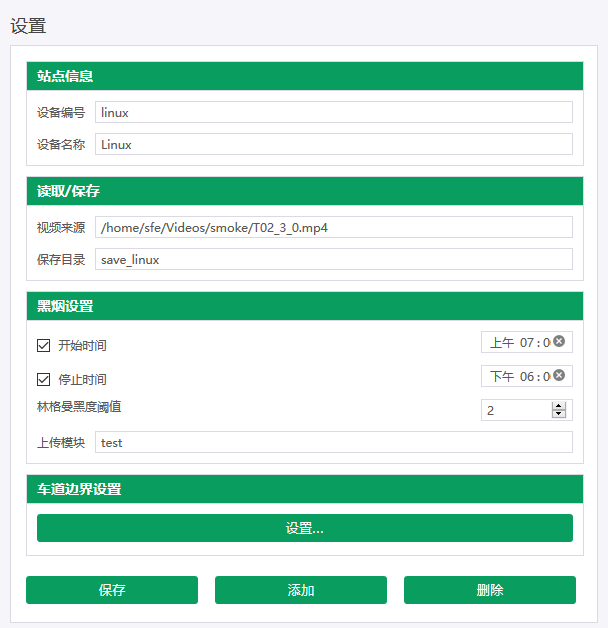 设置
站点信息
设备编号 linux
设备名称 Linux
读取/保存
视频来源 /home/sfe/Videos/smoke/T02_3_0.mp4
保存目录 save_linux
黑烟设置
开始时间 上午 07:0
停止时间 下午 06:0
林格曼黑度阈值 2
上传模块 test
车道边界设置
设置...
保存 添加 删除